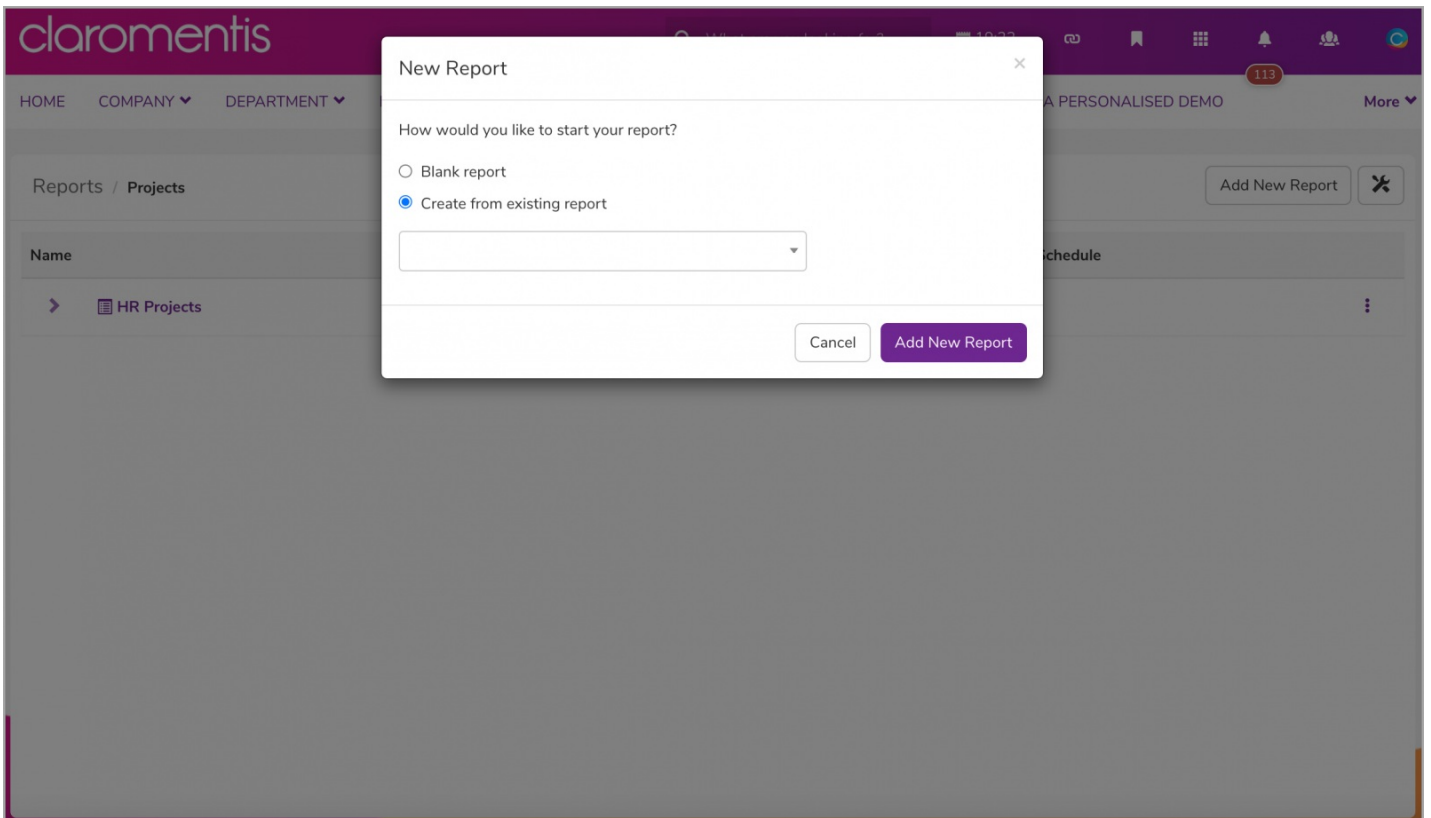 claromentis
113
HOME COMPANY DEPARTMENT A PERSONALISED DEMO More
New Report ×
How would you like to start your report?
Blank report
Create from existing report
Cancel Add New Report
Reports / Projects Add New Report
Name Schedule
HR Projects